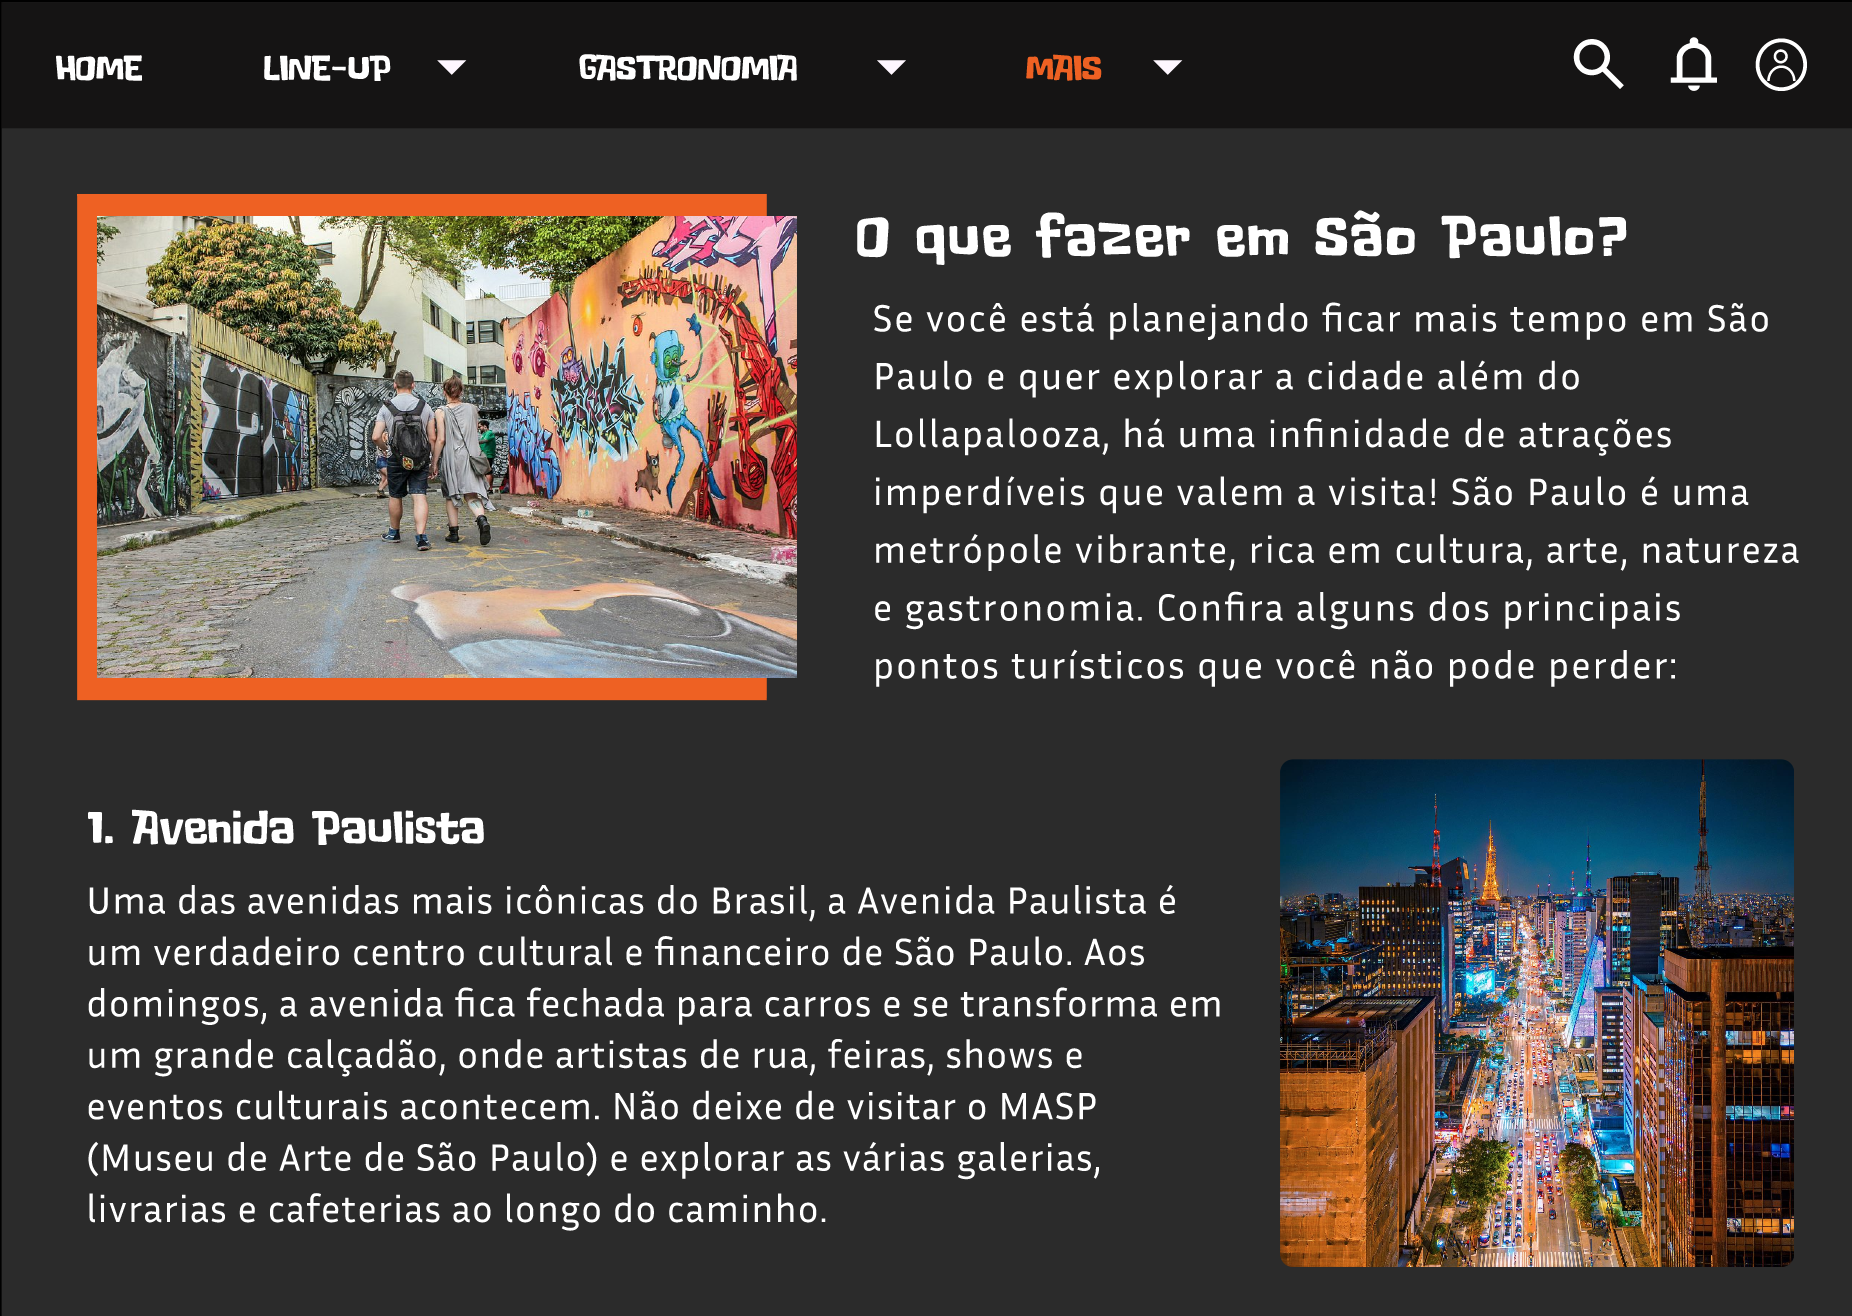 HOME LINE-UP GASTRONOMIA MAIS
O que fazer em São Paulo?
Se você está planejando ficar mais tempo em São
Paulo e quer explorar a cidade além do
Lollapalooza, há uma infinidade de atrações
imperdíveis que valem a visita! São Paulo é uma
metrópole vibrante, rica em cultura, arte, natureza
e gastronomia. Confira alguns dos principais
pontos turísticos que você não pode perder:
1. Avenida Paulista
Uma das avenidas mais icônicas do Brasil, a Avenida Paulista é
um verdadeiro centro cultural e financeiro de São Paulo. Aos
domingos, a avenida fica fechada para carros e se transforma em
um grande calçadão, onde artistas de rua, feiras, shows e
eventos culturais acontecem. Não deixe de visitar o MASP
(Museu de Arte de São Paulo) e explorar as várias galerias,
livrarias e cafeterias ao longo do caminho.